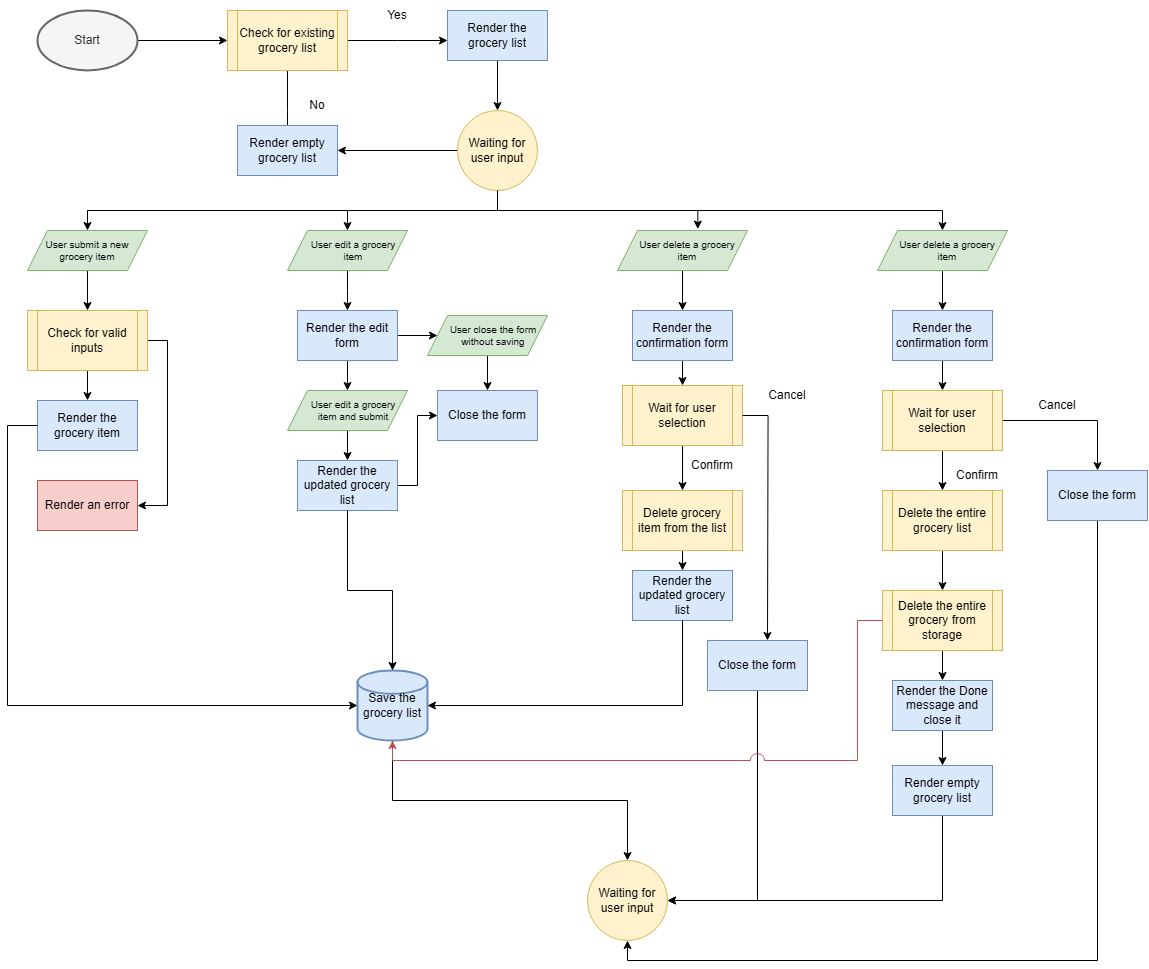 Start
Check for existing
grocery list
Yes
Render the
grocery list
No
Render empty
grocery list
Waiting for
user input
User submit a new
grocery item
User edit a grocery
item
User delete a grocery
item
User delete a grocery
item
Check for valid
inputs
Render the
grocery item
Render an error
Render the edit
form
User close the form
without saving
User edit a grocery
item and submit
Close the form
Render the
updated grocery
list
Render the
confirmation form
Wait for user
selection
Cancel
Confirm
Delete grocery
item from the list
Render the
updated grocery
list
Close the form
Render the
confirmation form
Wait for user
selection
Cancel
Confirm
Close the form
Delete the entire
grocery list
Delete the entire
grocery from
storage
Render the Done
message and
close it
Render empty
grocery list
Save the
grocery list
Waiting for
user input